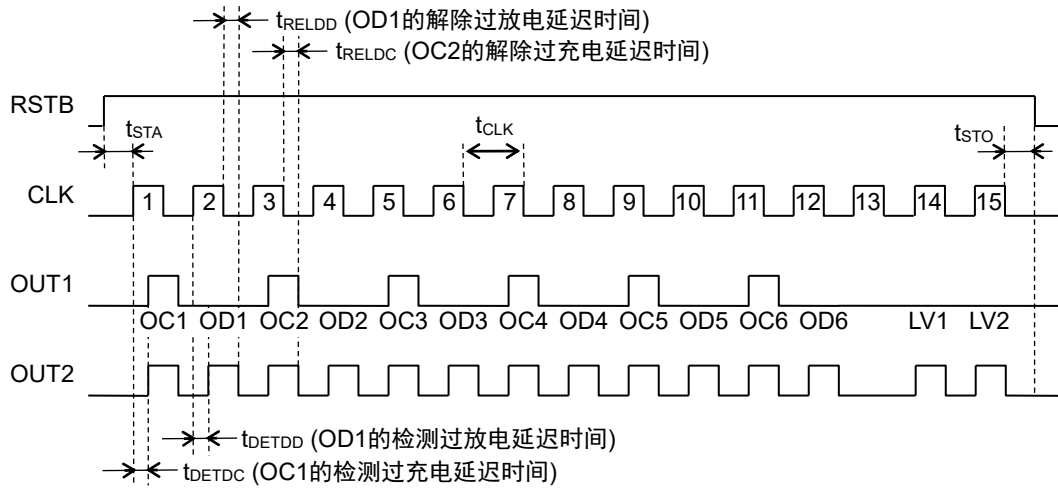 tRELDD (OD1的解除过放电延迟时间)
tRELDC (OC2的解除过充电延迟时间)
RSTB
tSTA tCLK tSTO
CLK 1 2 3 4 5 6 7 8 9 10 11 12 13 14 15
OUT1
OC1 OD1 OC2 OD2 OC3 OD3 OC4 OD4 OC5 OD5 OC6 OD6 LV1 LV2
OUT2
tDETDD (OD1的检测过放电延迟时间)
tDETDC (OC1的检测过充电延迟时间)